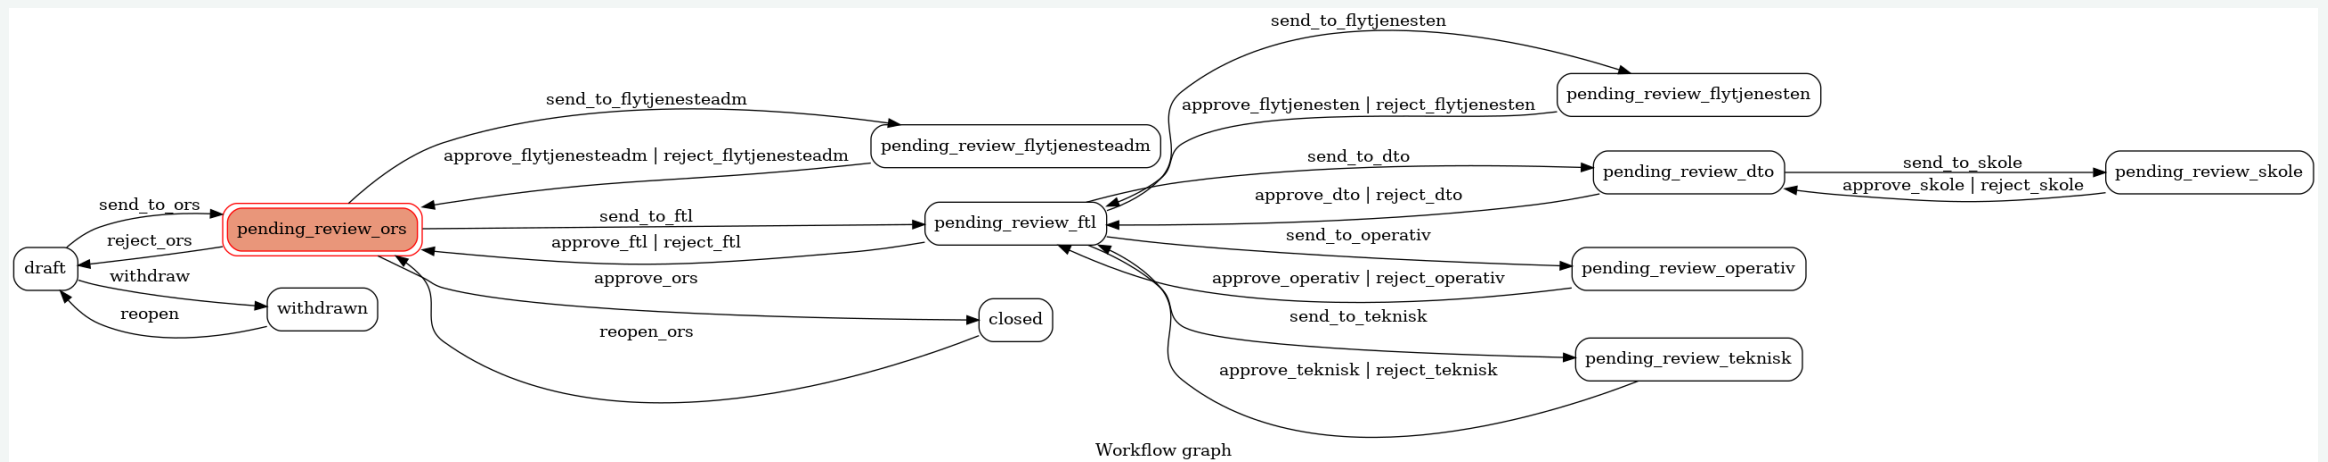 send_to_flytjenesten
pending_review_flytjenesten
send_to_flytjenesteadm
approve_flytjenesten | reject_flytjenesten
pending_review_flytjenesteadm
approve_flytjenesteadm | reject_flytjenesteadm
send_to_dto
pending_review_dto
send_to_skole
pending_review_skole
approve_skole | reject_skole
approve_dto | reject_dto
send_to_ors
pending_review_ors
send_to_ftl
pending_review_ftl
reject_ors
approve_ftl | reject_ftl
send_to_operativ
draft
withdraw
approve_ors
approve_operativ | reject_operativ
pending_review_operativ
withdrawn
reopen
closed
send_to_teknisk
reopen_ors
pending_review_teknisk
approve_teknisk | reject_teknisk
Workflow graph